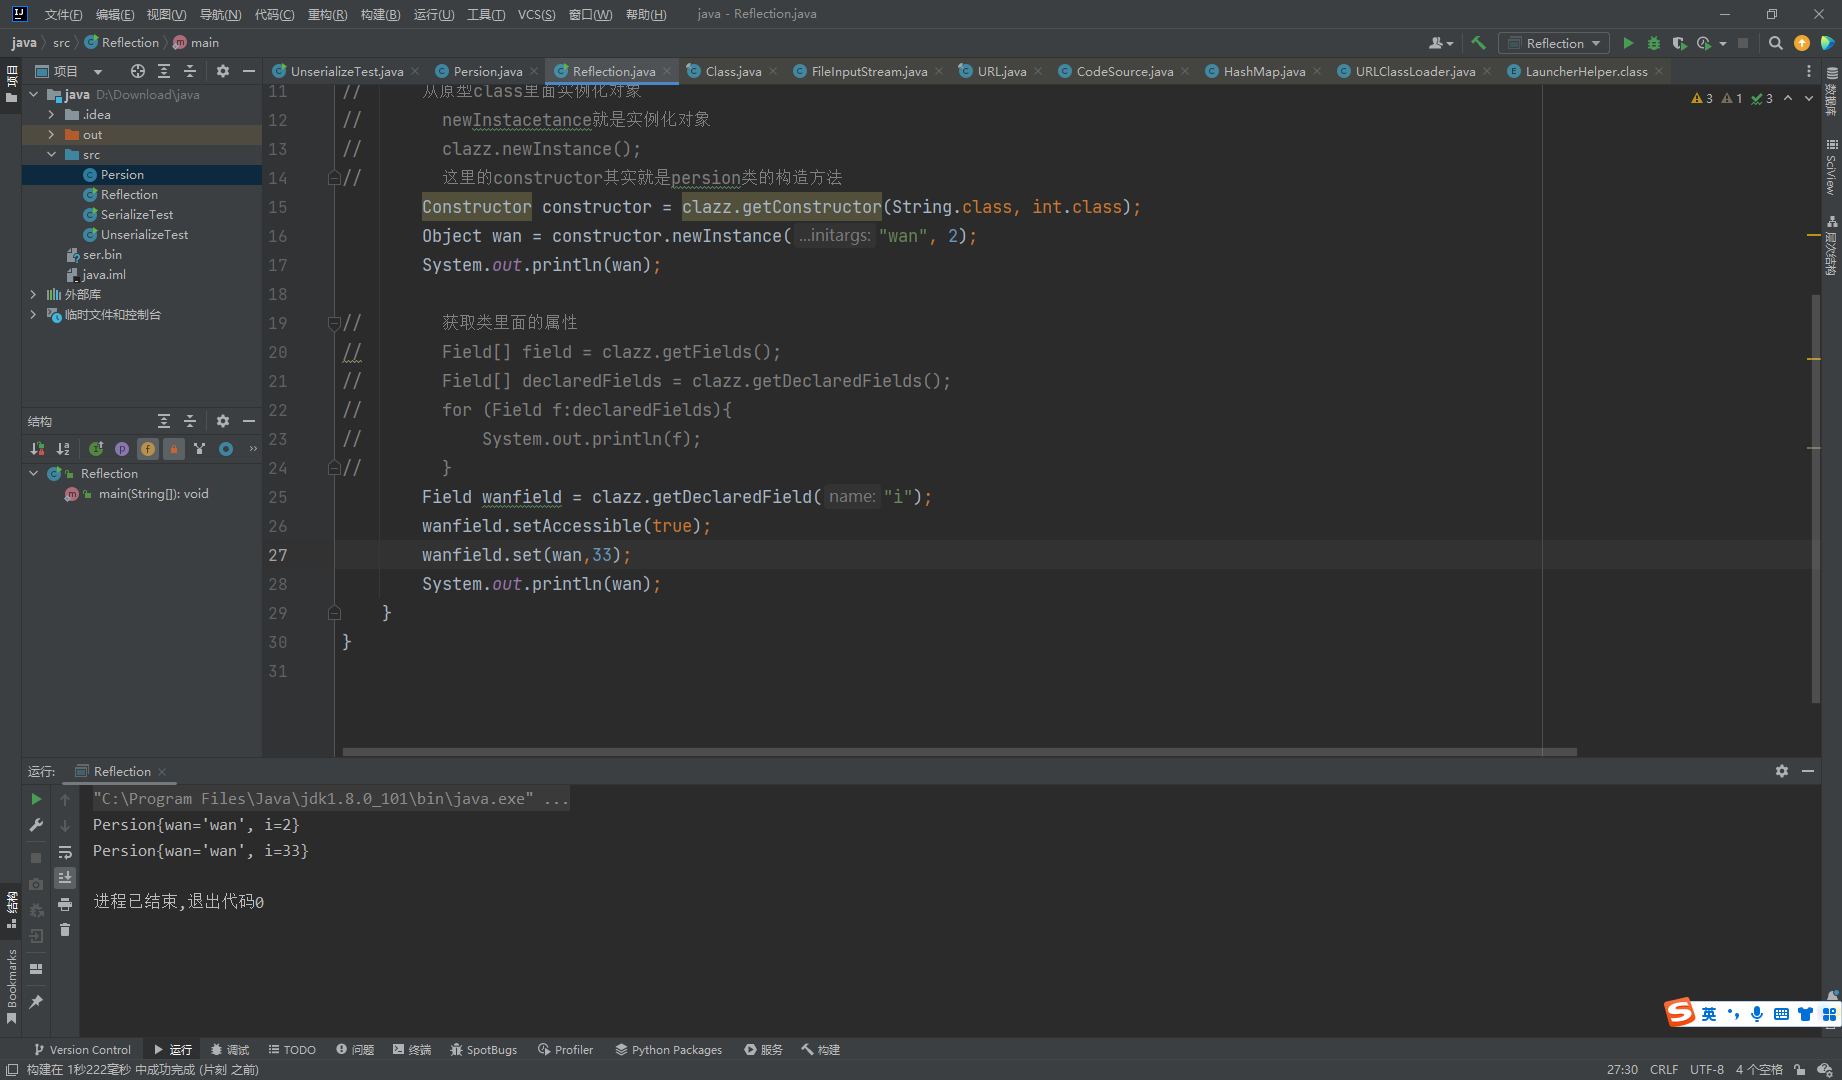 文件(F) 编辑(E) 视图(V) 导航(N) 代码(C) 重构(R) 构建(B) 运行(U) 工具(T) VCS(S) 窗口(W) 帮助(H) java - Reflection.java
java src Reflection main
Reflection
项目
UnserializeTest.java Persion.java Reflection.java Class.java FileInputStream.java URL.java CodeSource.java HashMap.java URLClassLoader.java LauncherHelper.class
项目
java D:\Download\java
.idea
out
src
Persion
Reflection
SerializeTest
UnserializeTest
ser.bin
java.iml
外部库
临时文件和控制台
结构
Reflection
main(String[]): void
3 1 3
11 // 从原型class里面实例化对象
12 // newInstacetance就是实例化对象
13 // clazz.newInstance();
14 // 这里的constructor其实就是persion类的构造方法
15 Constructor constructor = clazz.getConstructor(String.class, int.class);
16 Object wan = constructor.newInstance( ...initargs: "wan", 2);
17 System.out.println(wan);
18
19 // 获取类里面的属性
20 // Field[] field = clazz.getFields();
21 // Field[] declaredFields = clazz.getDeclaredFields();
22 // for (Field f:declaredFields){
23 // System.out.println(f);
24 // }
25 Field wanfield = clazz.getDeclaredField( name: "i");
26 wanfield.setAccessible(true);
27 wanfield.set(wan,33);
28 System.out.println(wan);
29 }
30 }
31
数据库
SciView
层次结构
运行: Reflection
"C:\Program Files\Java\jdk1.8.0_101\bin\java.exe" ...
Persion{wan='wan', i=2}
Persion{wan='wan', i=33}
进程已结束,退出代码0
结构
Bookmarks
英
Version Control 运行 调试 TODO 问题 终端 SpotBugs Profiler Python Packages 服务 构建
构建在 1秒222毫秒 中成功完成 (片刻 之前)
27:30 CRLF UTF-8 4 个空格